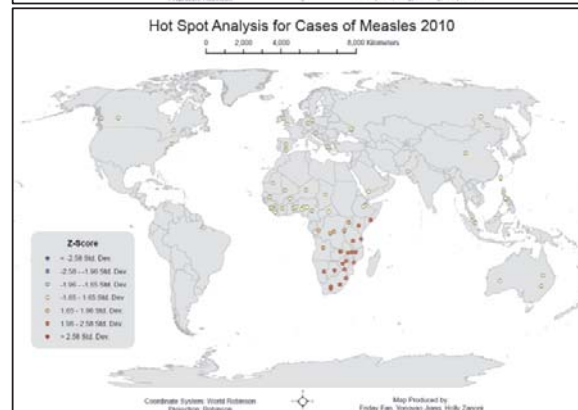 Hot Spot Analysis for Cases of Measles 2010
0 2,000 4,000 8,000 Kilometers
Z-Score
< -2.58 Std. Dev.
-2.58 - -1.96 Std. Dev.
-1.96 - -1.65 Std. Dev.
-1.65 - 1.65 Std. Dev.
1.65 - 1.96 Std. Dev.
1.96 - 2.58 Std. Dev.
> 2.58 Std. Dev.
Coordinate System: World Robinson
Projection: Robinson
Map Produced by